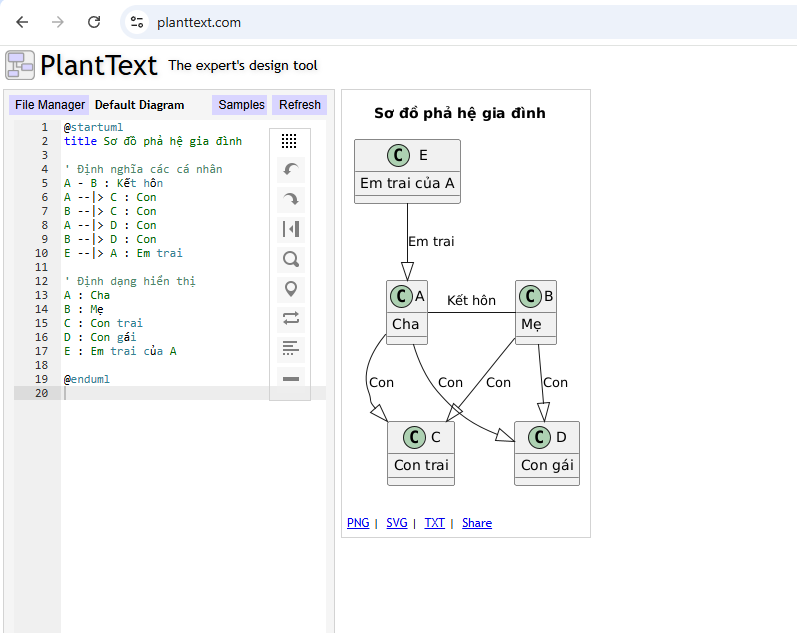 planttext.com
PlantText The expert's design tool
File Manager Default Diagram Samples Refresh
1 @startuml
2 title Sơ đồ phả hệ gia đình
3
4 ' Định nghĩa các cá nhân
5 A - B : Kết hôn
6 A --|> C : Con
7 B --|> C : Con
8 A --|> D : Con
9 B --|> D : Con
10 E --|> A : Em trai
11
12 ' Định dạng hiển thị
13 A : Cha
14 B : Mẹ
15 C : Con trai
16 D : Con gái
17 E : Em trai của A
18
19 @enduml
20
Sơ đồ phả hệ gia đình
C E
Em trai của A
Em trai
C A
Cha
Kết hôn
C B
Mẹ
Con
Con
Con
Con
C C
Con trai
C D
Con gái
PNG | SVG | TXT | Share